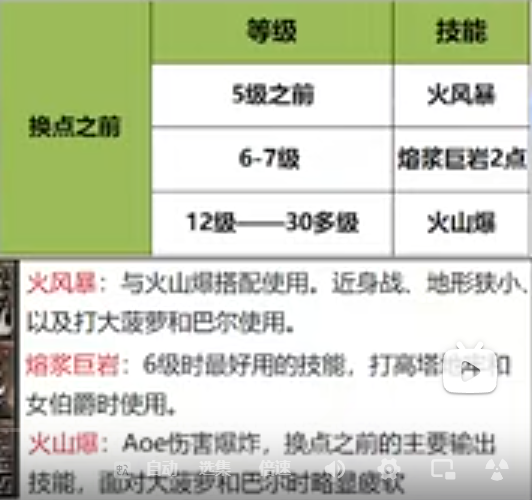 等级 技能
换点之前
5级之前 火风暴
6-7级 熔浆巨岩2点
12级——30多级 火山爆
火风暴：与火山爆搭配使用。近身战、地形狭小、
以及打大菠萝和巴尔使用。
熔浆巨岩：6级时最好用的技能，打高塔地牢和
女伯爵时使用。
火山爆：Aoe伤害爆炸，换点之前的主要输出
自动 选集 倍速
技能，面对大菠萝和巴尔时略显疲软